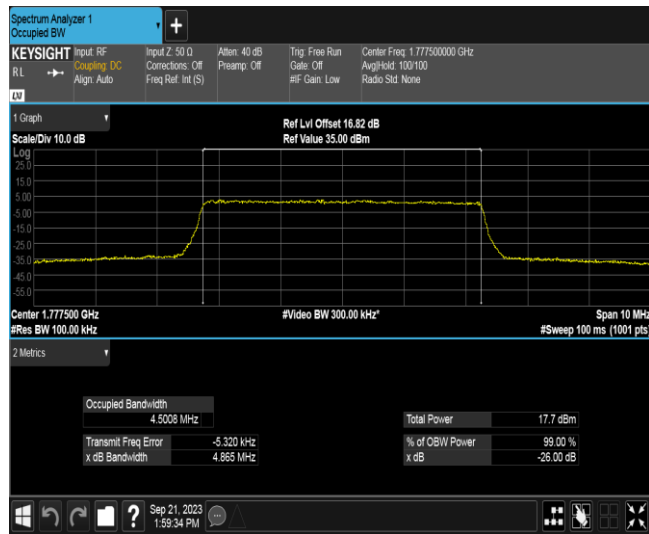 Spectrum Analyzer 1
Occupied BW
+
KEYSIGHT
RL
LXI
Input: RF
Coupling: DC
Align: Auto
Input Z: 50 Ω
Corrections: Off
Freq Ref: Int (S)
Atten: 40 dB
Preamp: Off
Trig: Free Run
Gate: Off
#IF Gain: Low
Center Freq: 1.777500000 GHz
Avg|Hold: 100/100
Radio Std: None
1 Graph
Scale/Div 10.0 dB
Ref Lvl Offset 16.82 dB
Ref Value 35.00 dBm
Log
25.0
15.0
5.00
-5.00
-15.0
-25.0
-35.0
-45.0
-55.0
Center 1.777500 GHz
#Video BW 300.00 kHz*
Span 10 MHz
#Res BW 100.00 kHz
#Sweep 100 ms (1001 pts)
2 Metrics
Occupied Bandwidth
4.5008 MHz
Total Power 17.7 dBm
Transmit Freq Error -5.320 kHz
% of OBW Power 99.00 %
x dB Bandwidth 4.865 MHz
x dB -26.00 dB
?
Sep 21, 2023
1:59:34 PM